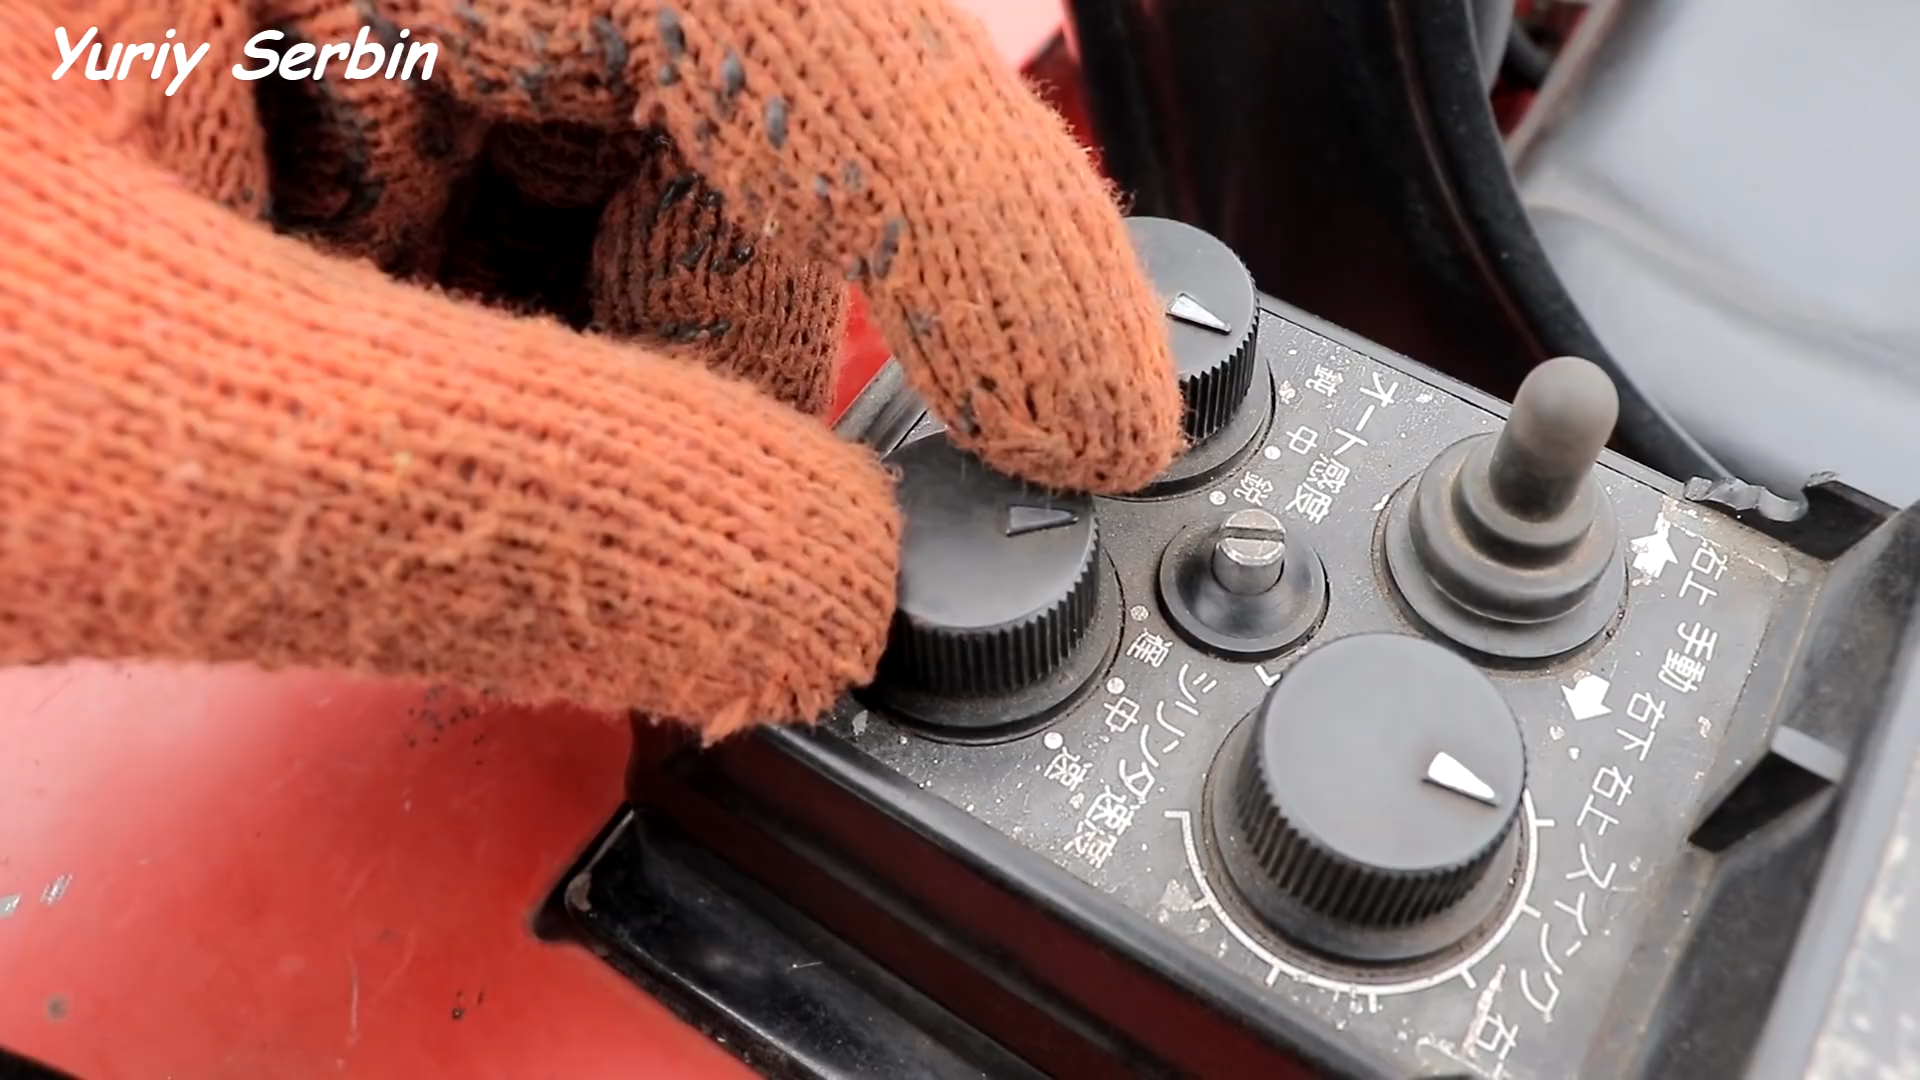 Yuriy Serbin
オート感度
鈍 中 鋭
シリンダ速度
遅 中 速
右上 手動 右下
右上スイング右